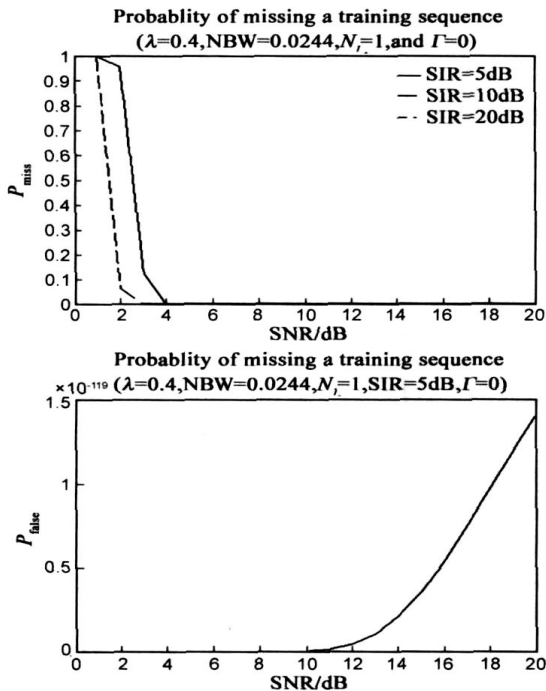 Probablity of missing a training sequence
(λ=0.4,NBW=0.0244,N_I=1,and Γ=0)
P_miss
1
0.9
0.8
0.7
0.6
0.5
0.4
0.3
0.2
0.1
0
SIR=5dB
SIR=10dB
SIR=20dB
0 2 4 6 8 10 12 14 16 18 20
SNR/dB
Probablity of missing a training sequence
(λ=0.4,NBW=0.0244,N_I=1,SIR=5dB,Γ=0)
×10-119
P_false
1.5
1
0.5
0
0 2 4 6 8 10 12 14 16 18 20
SNR/dB